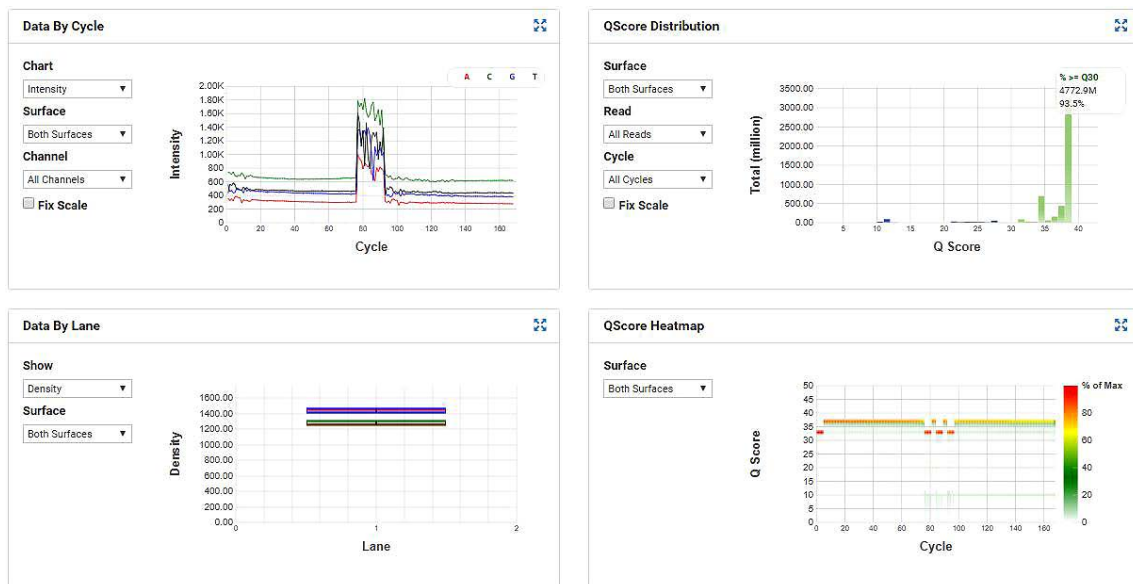 Data By Cycle
Chart
Intensity
Surface
Both Surfaces
Channel
All Channels
Fix Scale
A C G T
Intensity
2.00K
1.80K
1.60K
1.40K
1.20K
1.00K
800
600
400
200
0
0 20 40 60 80 100 120 140 160
Cycle
QScore Distribution
Surface
Both Surfaces
Read
All Reads
Cycle
All Cycles
Fix Scale
% >= Q30
4772.9M
93.5%
Total (million)
3500.00
3000.00
2500.00
2000.00
1500.00
1000.00
500.00
0.00
5 10 15 20 25 30 35 40
Q Score
Data By Lane
Show
Density
Surface
Both Surfaces
Density
1600.00
1400.00
1200.00
1000.00
800.00
600.00
400.00
200.00
0.00
0 1 2
Lane
QScore Heatmap
Surface
Both Surfaces
Q Score
50
45
40
35
30
25
20
15
10
5
0
0 20 40 60 80 100 120 140 160
Cycle
% of Max
80
60
40
20
0